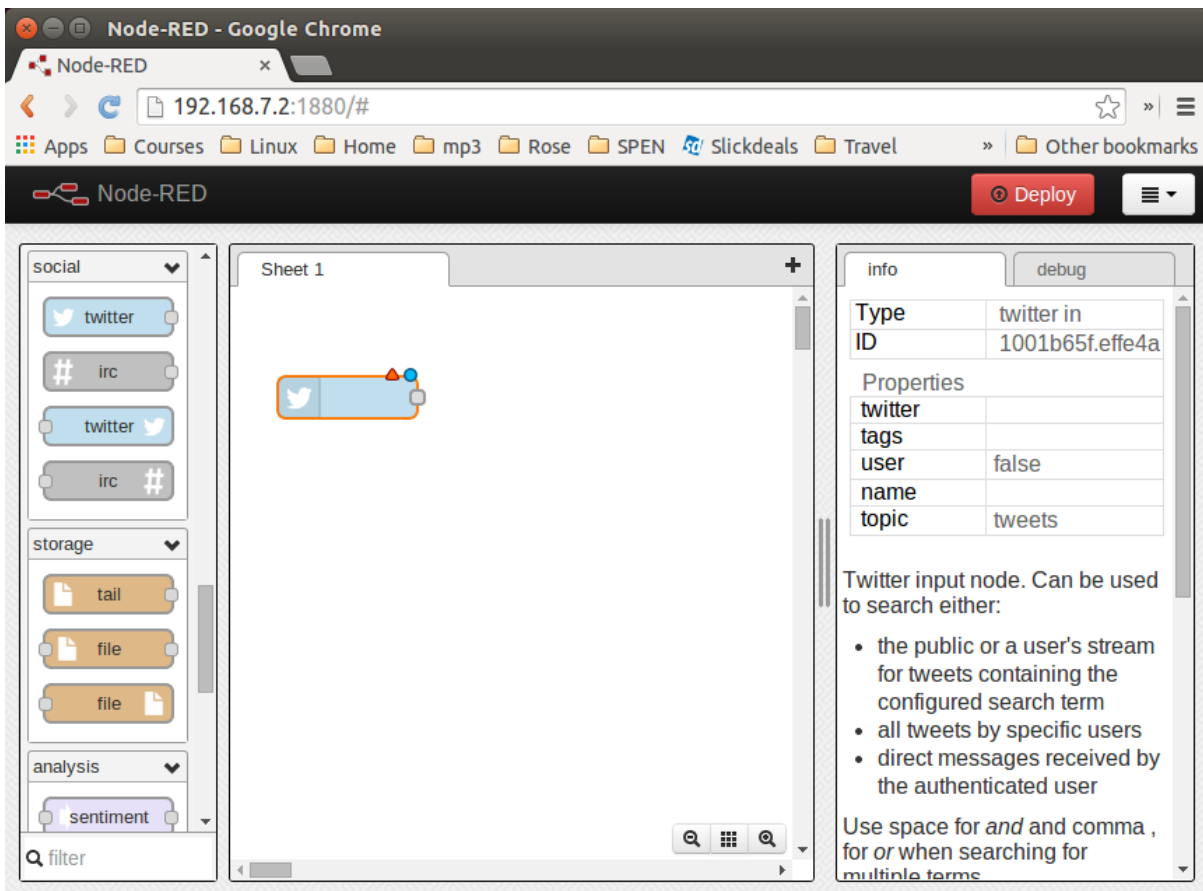 Node-RED - Google Chrome
Node-RED ×
192.168.7.2:1880/#
Apps Courses Linux Home mp3 Rose SPEN Slickdeals Travel » Other bookmarks
Node-RED Deploy
social
twitter
# irc
twitter
irc #
storage
tail
file
file
analysis
sentiment
filter
Sheet 1 +
info debug
Type twitter in
ID 1001b65f.effe4a
Properties
twitter
tags
user false
name
topic tweets
Twitter input node. Can be used
to search either:
• the public or a user's stream
for tweets containing the
configured search term
• all tweets by specific users
• direct messages received by
the authenticated user
Use space for and and comma ,
for or when searching for
multiple terms